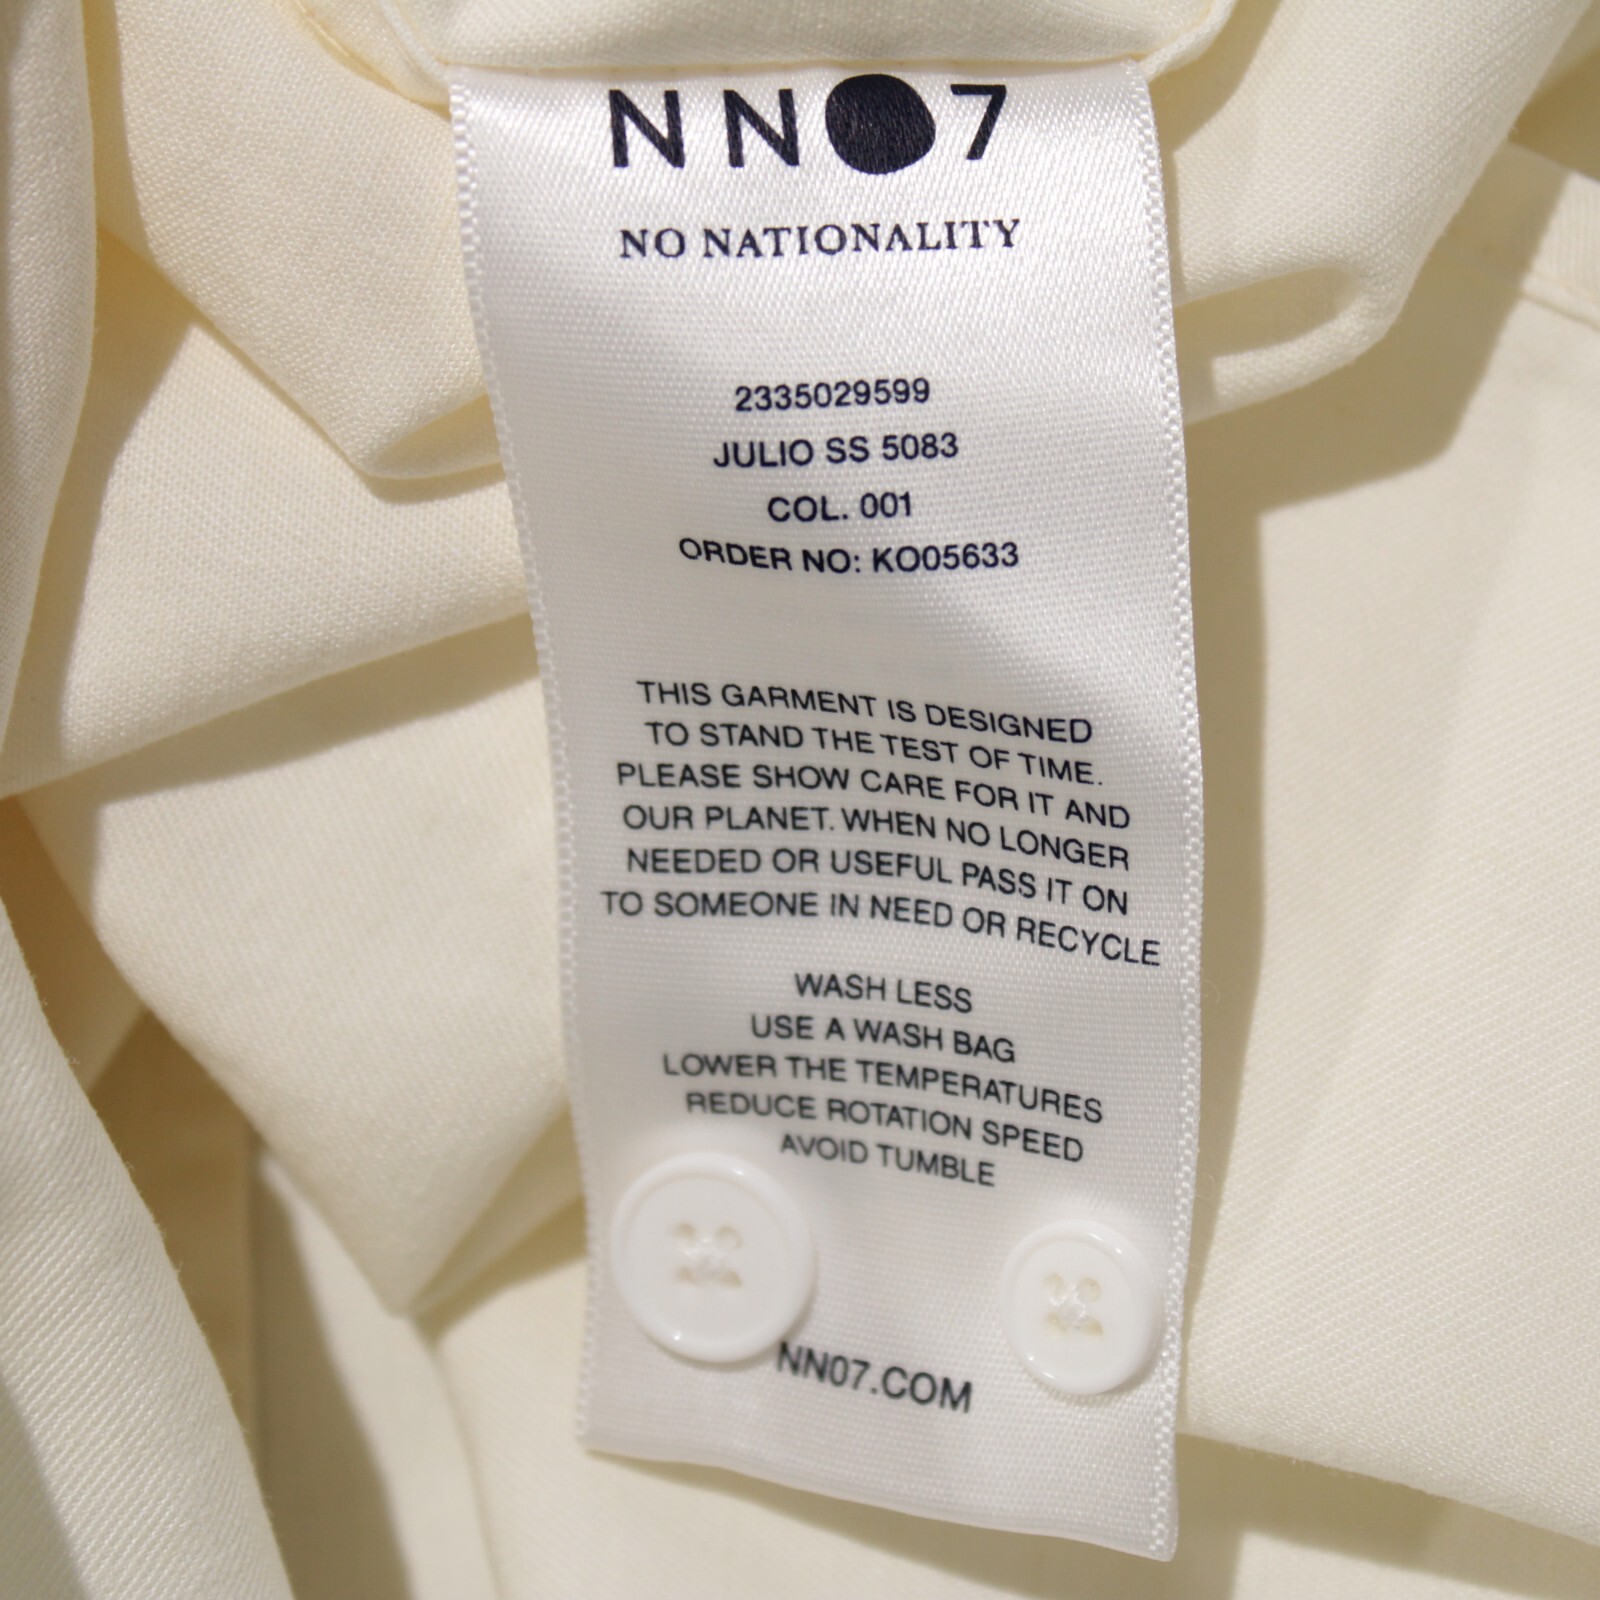 NN07
NO NATIONALITY
2335029599
JULIO SS 5083
COL. 001
ORDER NO: KO05633
THIS GARMENT IS DESIGNED
TO STAND THE TEST OF TIME.
PLEASE SHOW CARE FOR IT AND
OUR PLANET. WHEN NO LONGER
NEEDED OR USEFUL PASS IT ON
TO SOMEONE IN NEED OR RECYCLE
WASH LESS
USE A WASH BAG
LOWER THE TEMPERATURES
REDUCE ROTATION SPEED
AVOID TUMBLE
NN07.COM